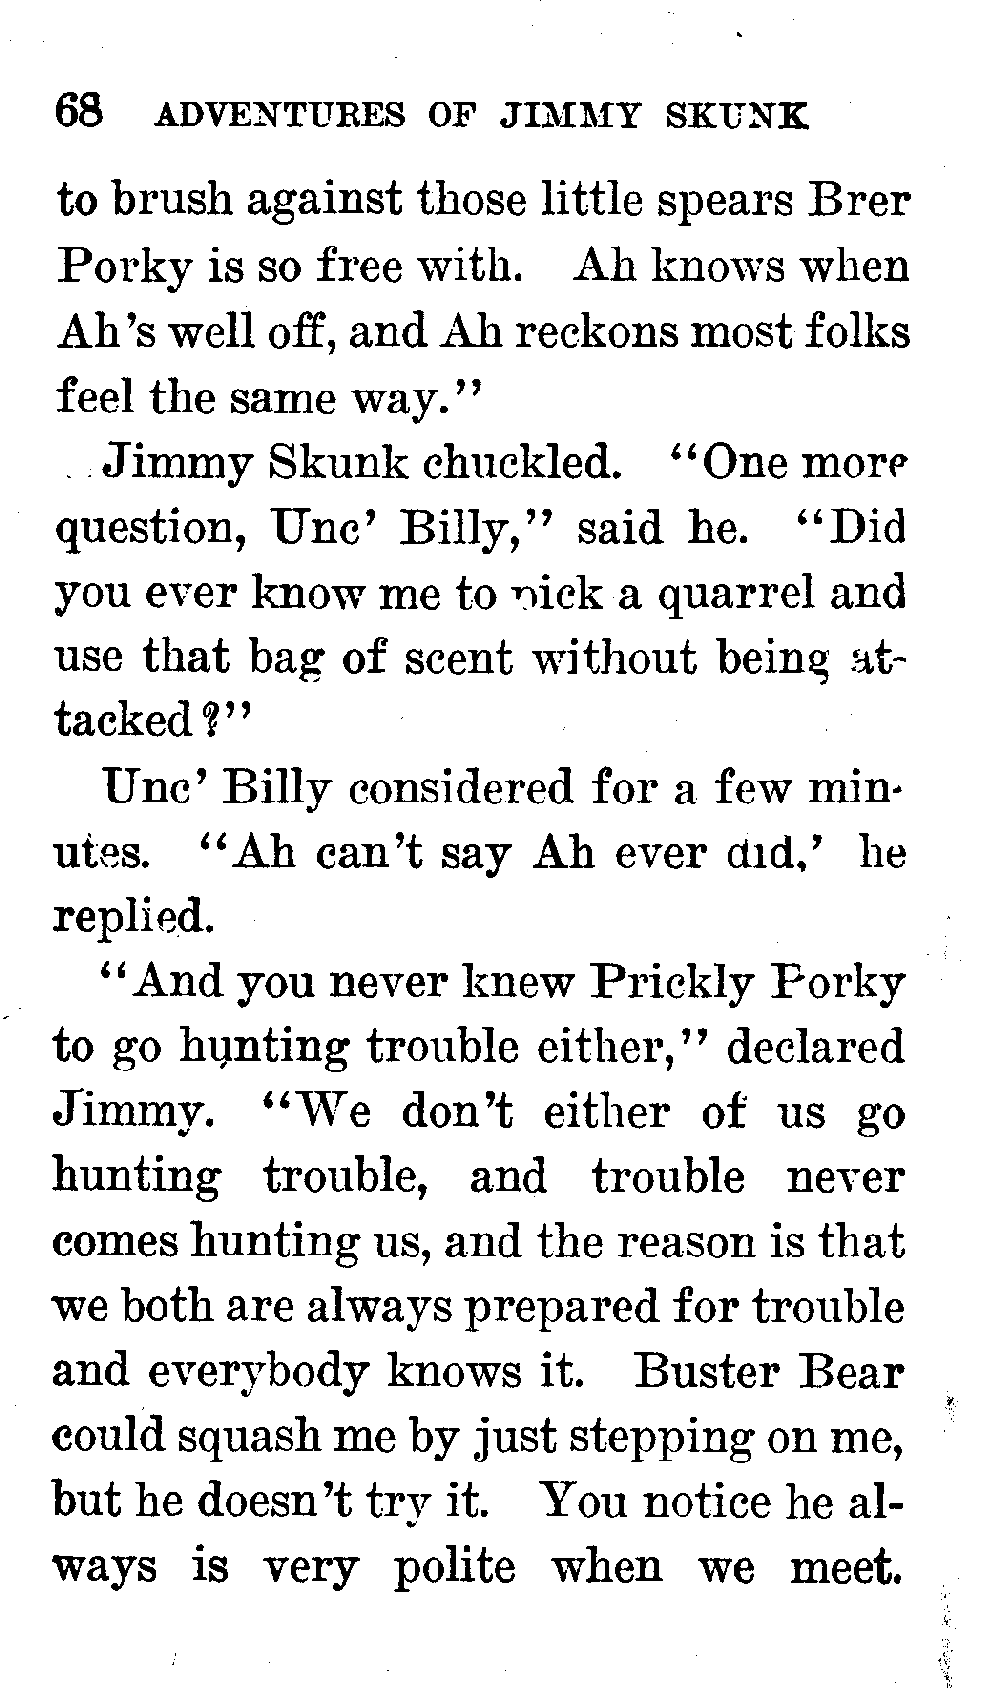 68 ADVENTURES OF JIMMY SKUNK
to brush against those little spears Brer
Porky is so free with. Ah knows when
Ah's well off, and Ah reckons most folks
feel the same way."
Jimmy Skunk chuckled. "One more
question, Unc' Billy," said he. "Did
you ever know me to pick a quarrel and
use that bag of scent without being at-
tacked?"
Unc' Billy considered for a few min-
utes. "Ah can't say Ah ever did,' he
replied.
"And you never knew Prickly Porky
to go hunting trouble either," declared
Jimmy. "We don't either of us go
hunting trouble, and trouble never
comes hunting us, and the reason is that
we both are always prepared for trouble
and everybody knows it. Buster Bear
could squash me by just stepping on me,
but he doesn't try it. You notice he al-
ways is very polite when we meet.